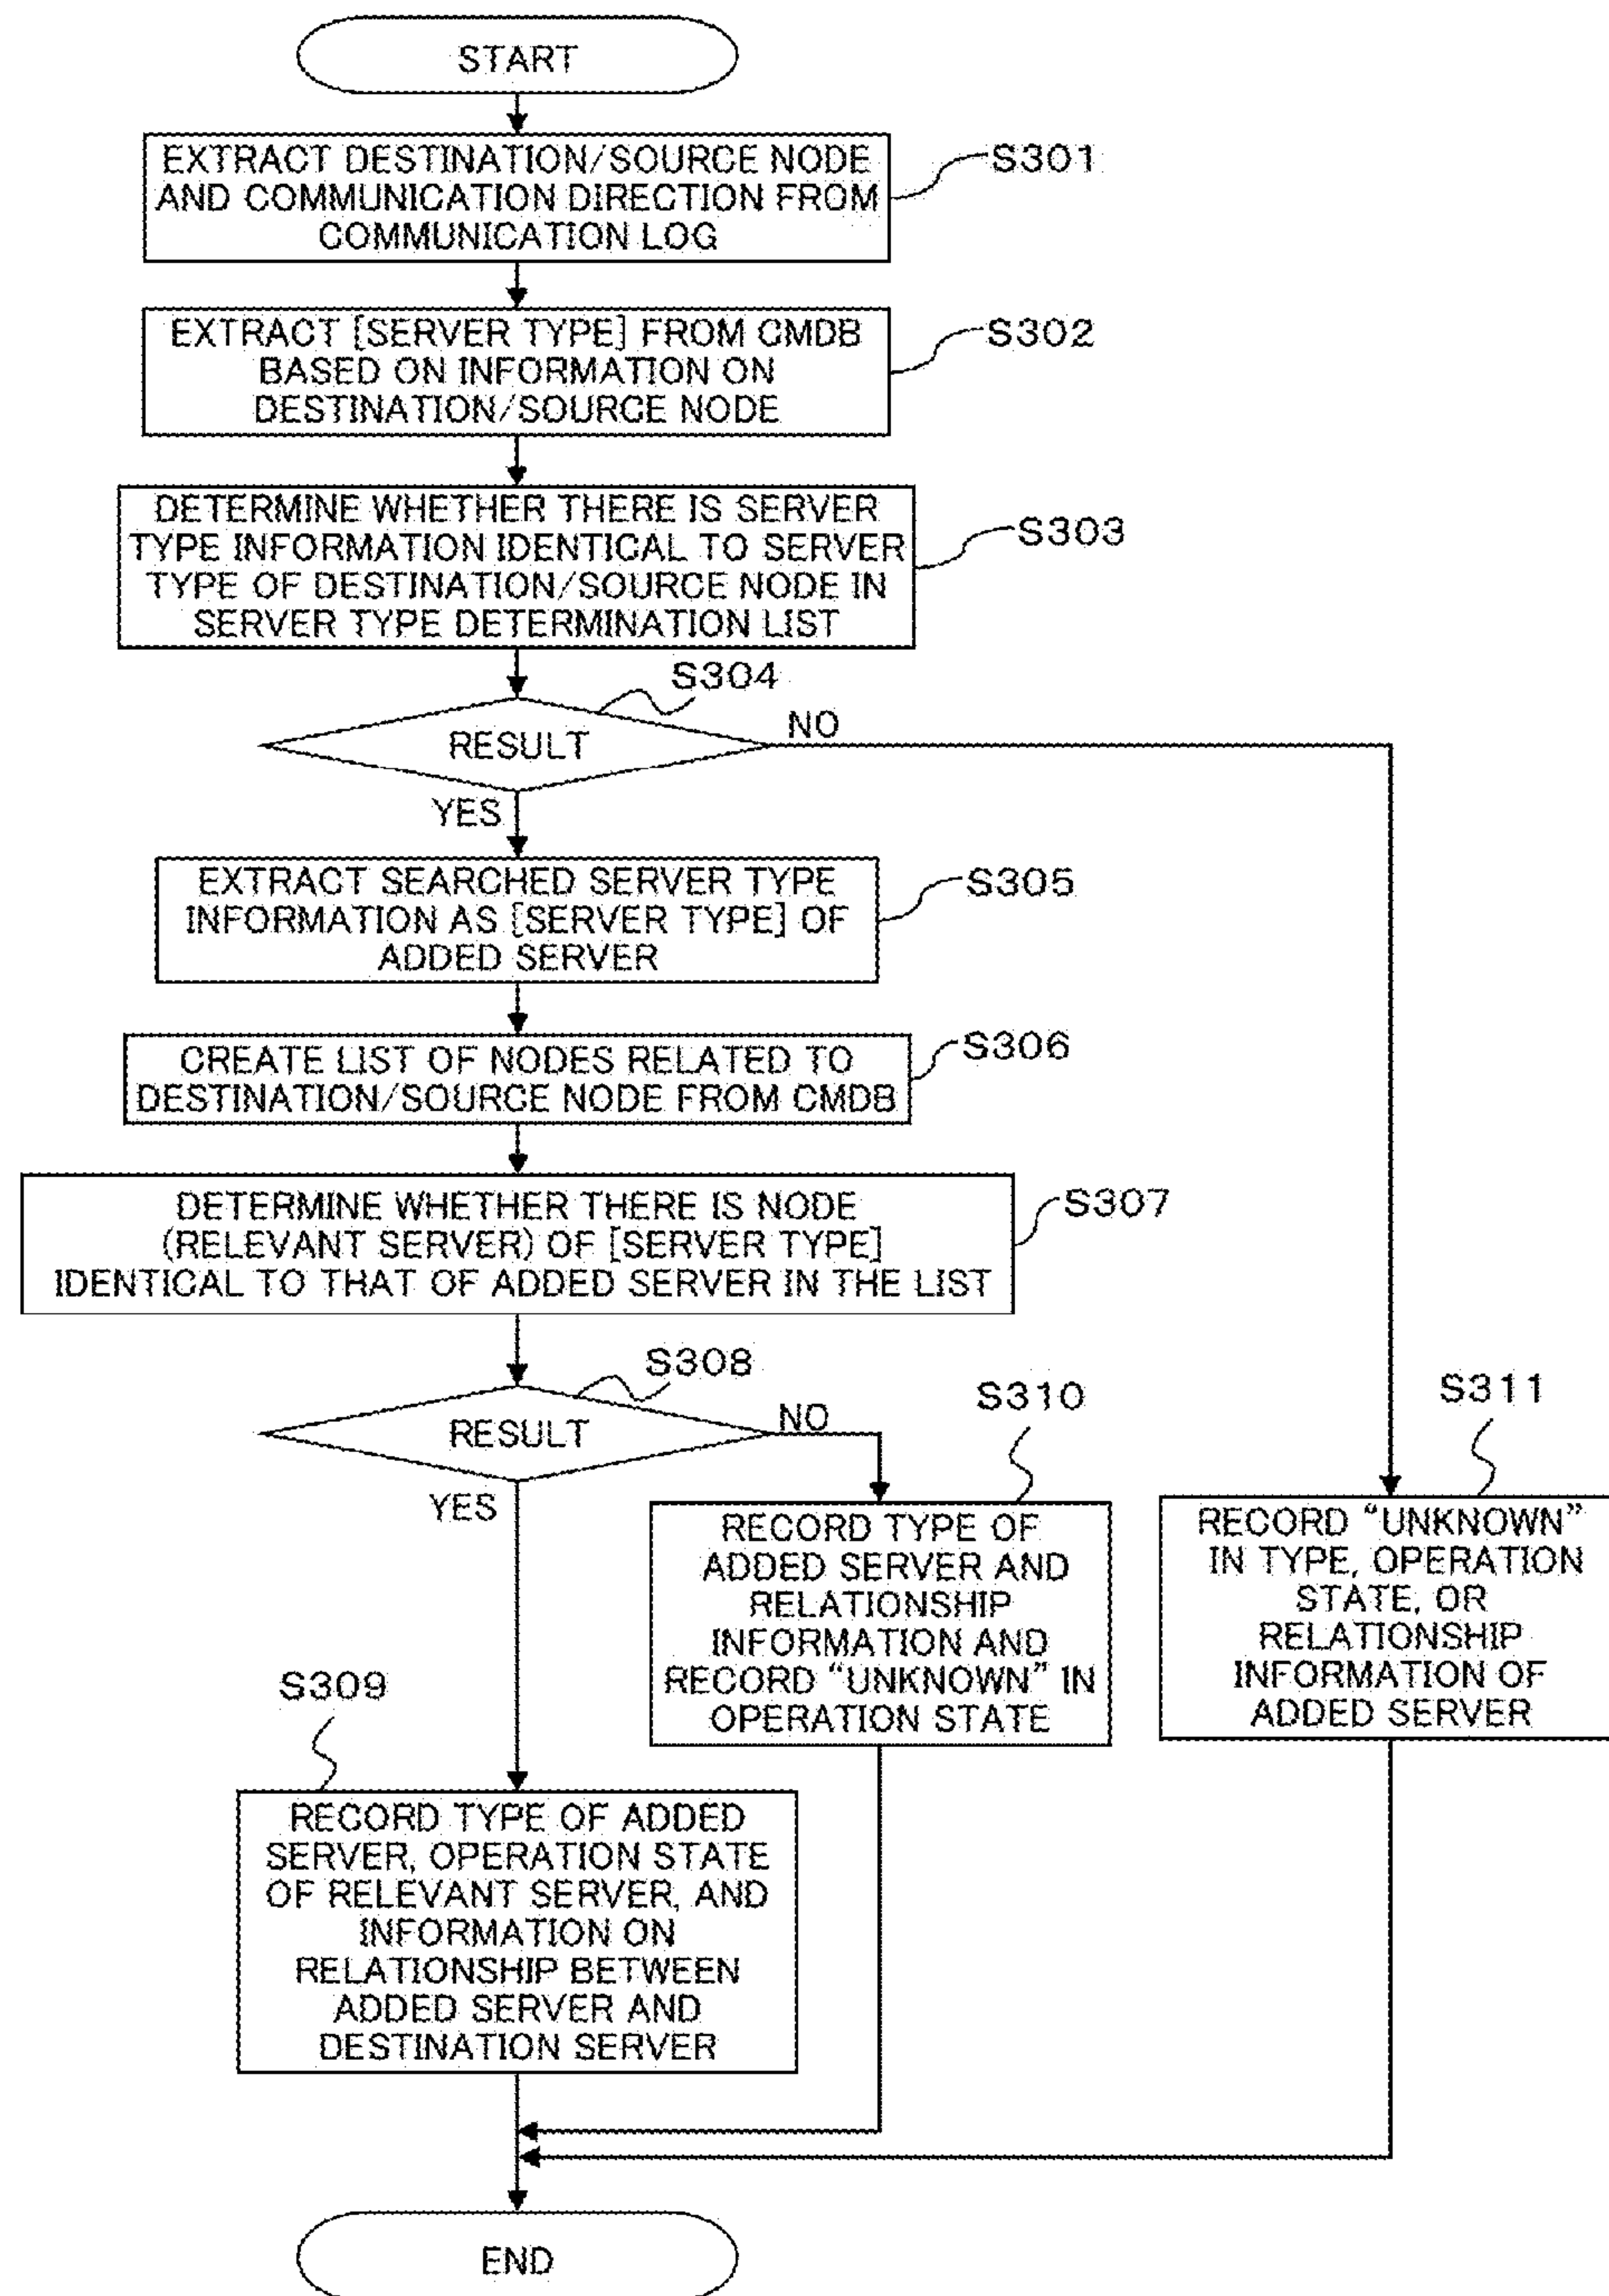 START
EXTRACT DESTINATION/SOURCE NODE
AND COMMUNICATION DIRECTION FROM
COMMUNICATION LOG
S301
EXTRACT [SERVER TYPE] FROM CMDB
BASED ON INFORMATION ON
DESTINATION/SOURCE NODE
S302
DETERMINE WHETHER THERE IS SERVER
TYPE INFORMATION IDENTICAL TO SERVER
TYPE OF DESTINATION/SOURCE NODE IN
SERVER TYPE DETERMINATION LIST
S303
S304
RESULT
NO
YES
EXTRACT SEARCHED SERVER TYPE
INFORMATION AS [SERVER TYPE] OF
ADDED SERVER
S305
CREATE LIST OF NODES RELATED TO
DESTINATION/SOURCE NODE FROM CMDB
S306
DETERMINE WHETHER THERE IS NODE
(RELEVANT SERVER) OF [SERVER TYPE]
IDENTICAL TO THAT OF ADDED SERVER IN THE LIST
S307
S308
RESULT
NO
YES
S310
RECORD TYPE OF
ADDED SERVER AND
RELATIONSHIP
INFORMATION AND
RECORD “UNKNOWN” IN
OPERATION STATE
S311
RECORD “UNKNOWN”
IN TYPE, OPERATION
STATE, OR
RELATIONSHIP
INFORMATION OF
ADDED SERVER
S309
RECORD TYPE OF ADDED
SERVER, OPERATION STATE
OF RELEVANT SERVER, AND
INFORMATION ON
RELATIONSHIP BETWEEN
ADDED SERVER AND
DESTINATION SERVER
END